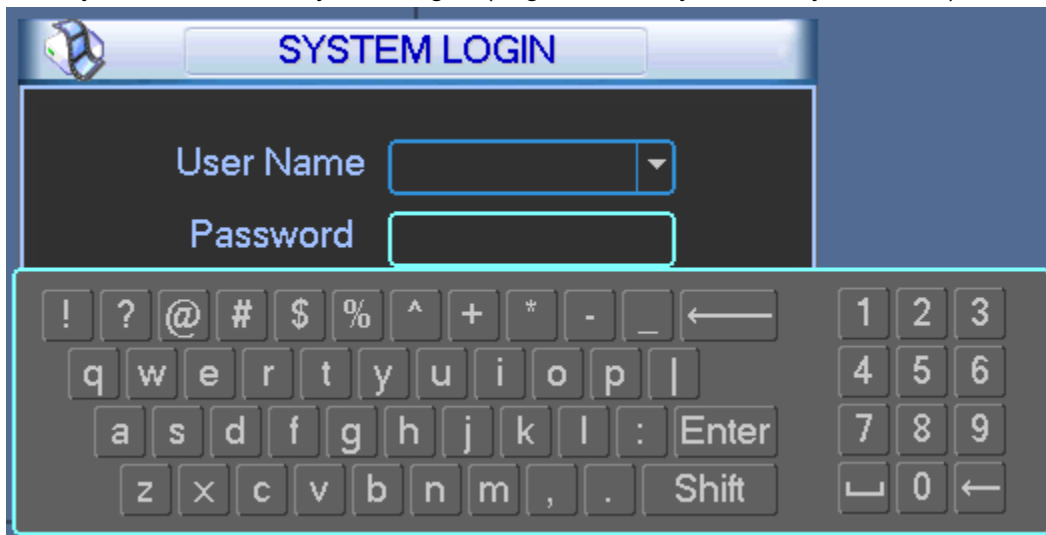 SYSTEM LOGIN
User Name
Password
! ? @ # $ % ^ + * - _ ← 1 2 3
q w e r t y u i o p | 4 5 6
a s d f g h j k l : Enter 7 8 9
z x c v b n m , . Shift ⎵ 0 ←